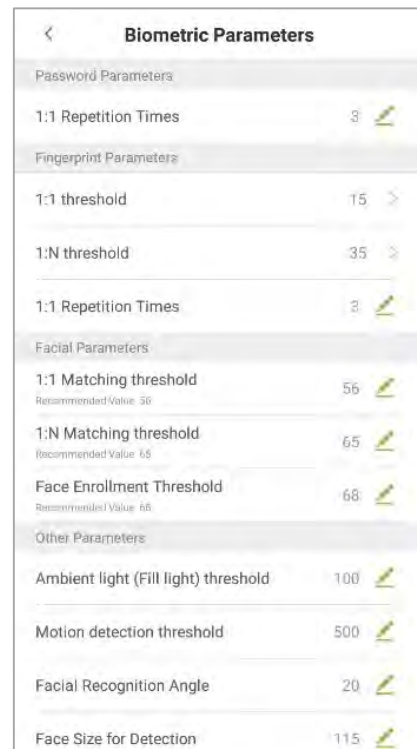 Biometric Parameters
Password Parameters
1:1 Repetition Times 3
Fingerprint Parameters
1:1 threshold 15
1:N threshold 35
1:1 Repetition Times 3
Facial Parameters
1:1 Matching threshold 56
Recommended Value 56
1:N Matching threshold 65
Recommended Value 65
Face Enrollment Threshold 68
Recommended Value 68
Other Parameters
Ambient light (Fill light) threshold 100
Motion detection threshold 500
Facial Recognition Angle 20
Face Size for Detection 115